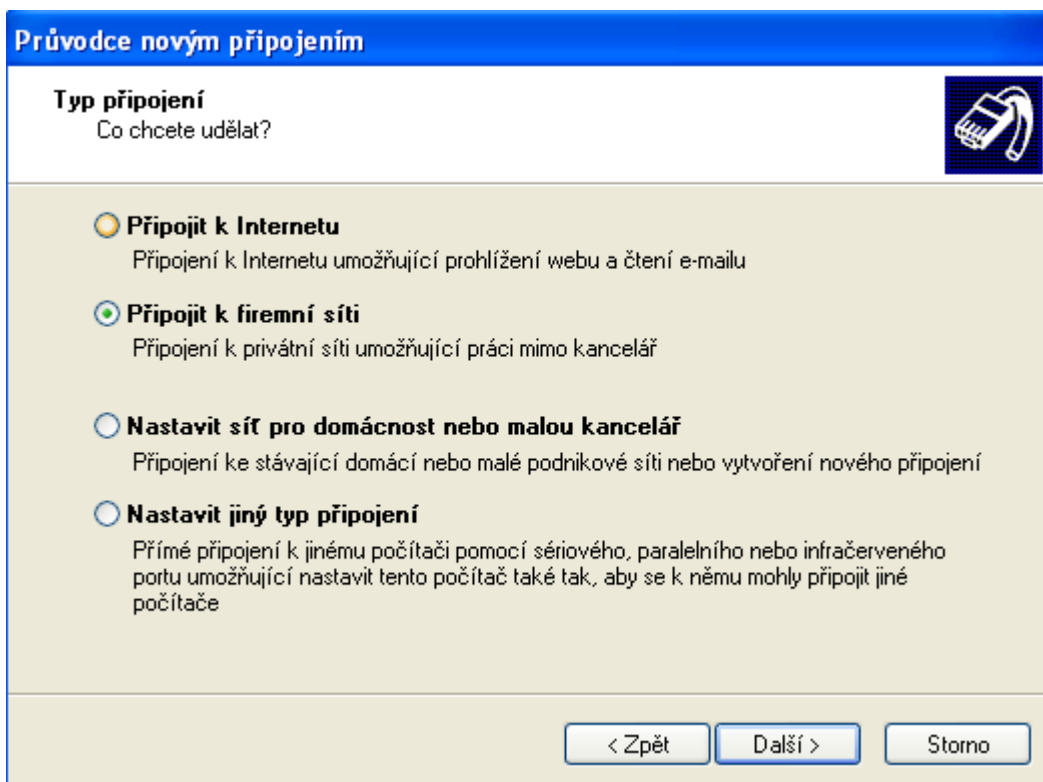 Průvodce novým připojením
Typ připojení
Co chcete udělat?
Připojit k Internetu
Připojení k Internetu umožňující prohlížení webu a čtení e-mailu
Připojit k firemní síti
Připojení k privátní síti umožňující práci mimo kancelář
Nastavit síť pro domácnost nebo malou kancelář
Připojení ke stávající domácí nebo malé podnikové síti nebo vytvoření nového připojení
Nastavit jiný typ připojení
Přímé připojení k jinému počítači pomocí sériového, paralelního nebo infračerveného
portu umožňující nastavit tento počítač také tak, aby se k němu mohly připojit jiné
počítače
< Zpět
Další >
Storno